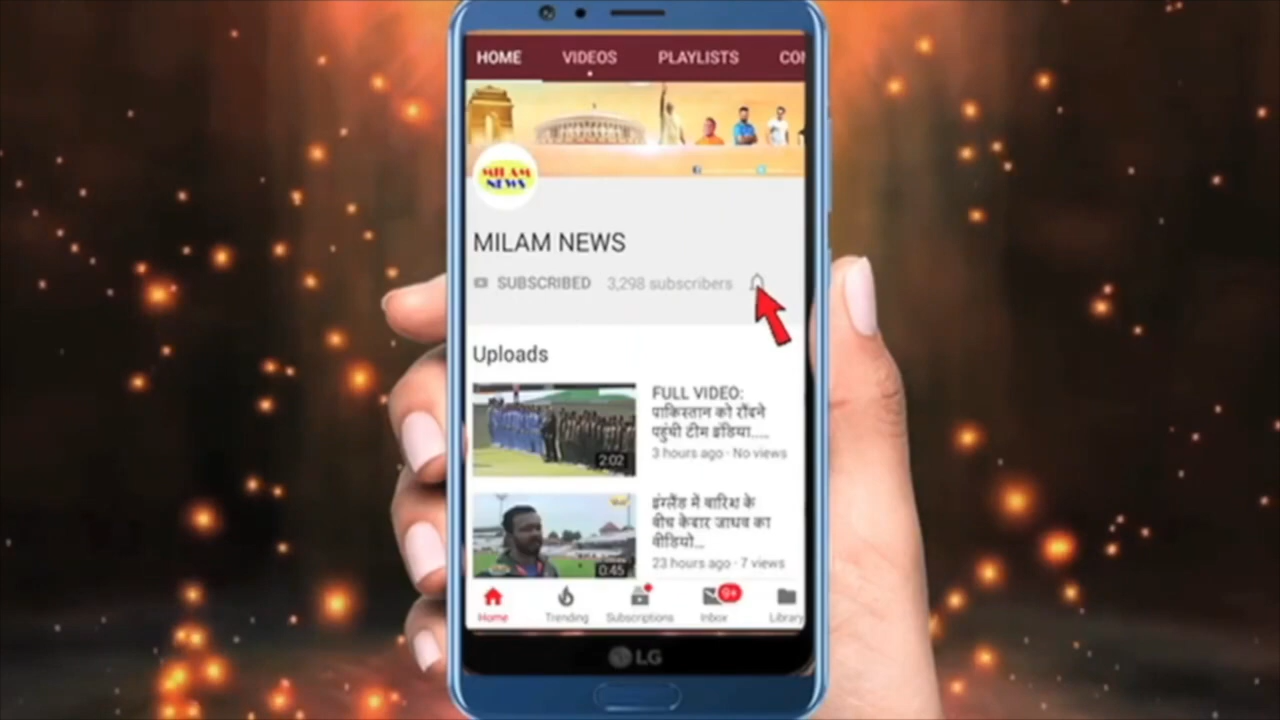 HOME VIDEOS PLAYLISTS CO
MILAM
NEWS
MILAM NEWS
SUBSCRIBED 3,298 subscribers
Uploads
FULL VIDEO:
पाकिस्तान को रौंदने
पहुंची टीम इंडिया.....
3 hours ago · No views
2:02
इंग्लैंड में बारिश के
बीच केदार जाधव का
वीडियो...
23 hours ago · 7 views
0:45
9+
Home Trending Subscriptions Inbox Library
LG